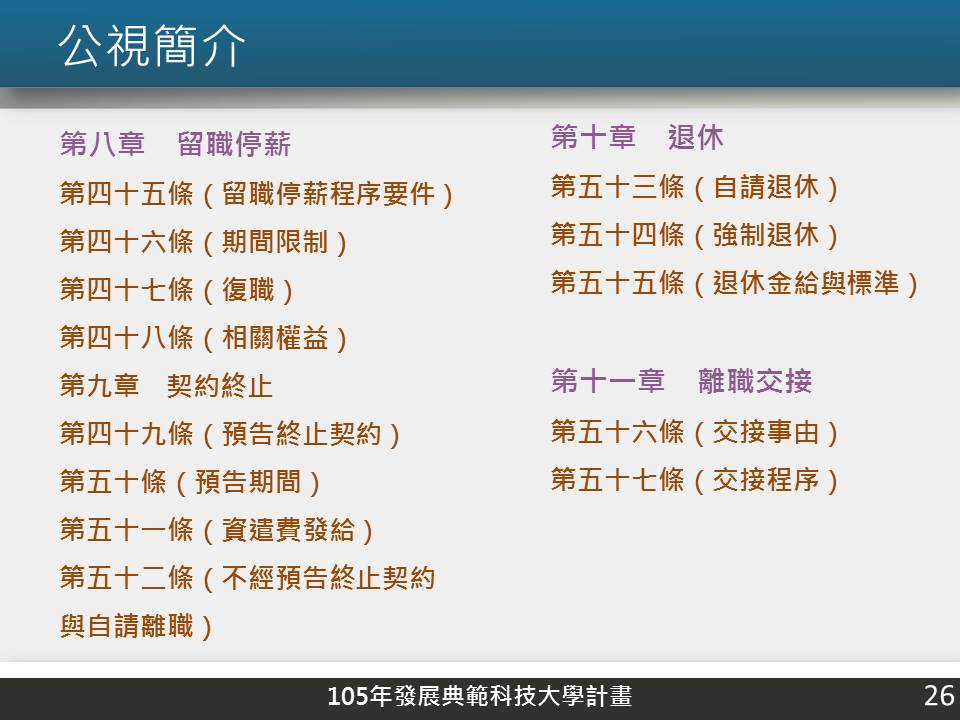 公視簡介
第八章　留職停薪
第四十五條（留職停薪程序要件）
第四十六條（期間限制）
第四十七條（復職）
第四十八條（相關權益）
第九章　契約終止
第四十九條（預告終止契約）
第五十條（預告期間）
第五十一條（資遣費發給）
第五十二條（不經預告終止契約
與自請離職）
第十章　退休
第五十三條（自請退休）
第五十四條（強制退休）
第五十五條（退休金給與標準）
第十一章　離職交接
第五十六條（交接事由）
第五十七條（交接程序）
105年發展典範科技大學計畫
26